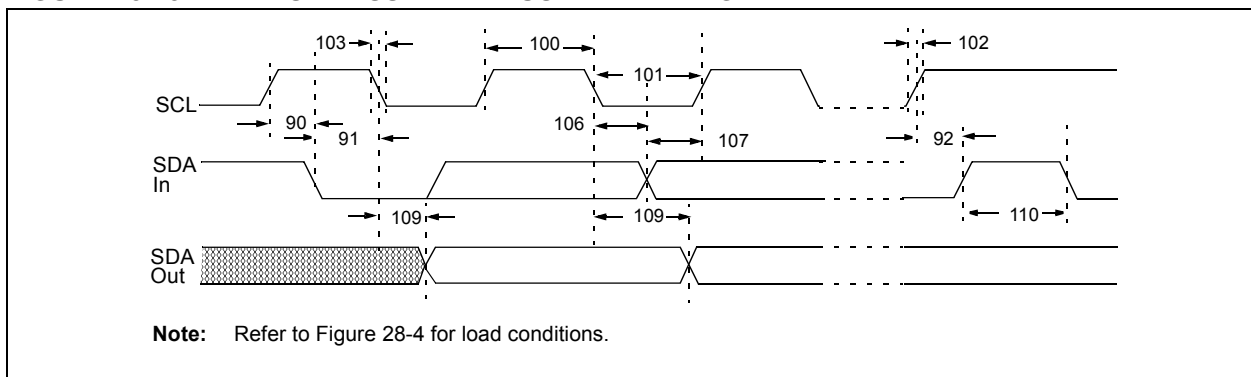 103
100
102
101
SCL
90
91
106
107
92
SDA
In
109
109
110
SDA
Out
Note: Refer to Figure 28-4 for load conditions.